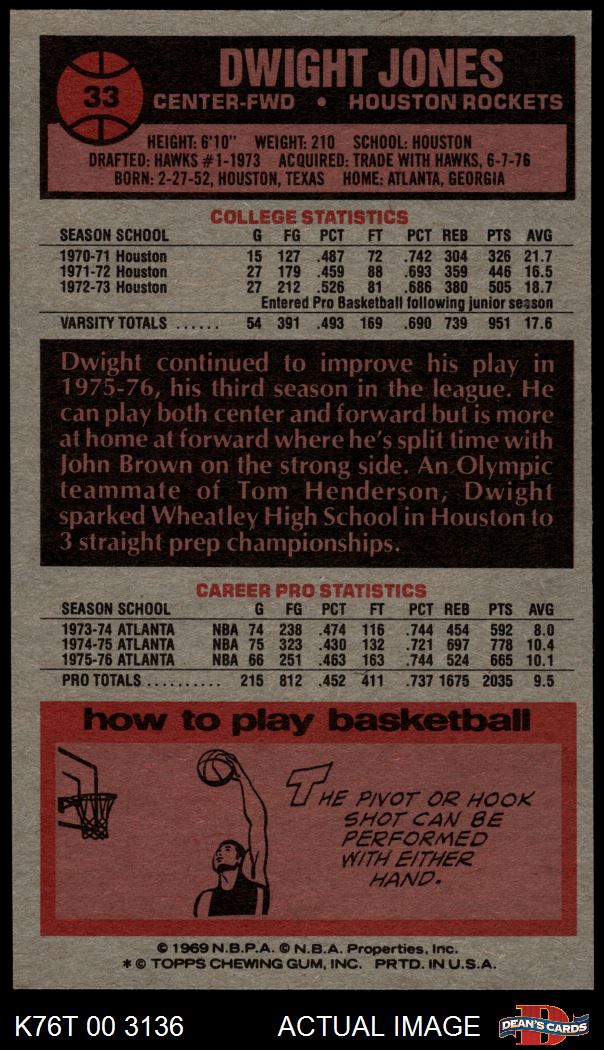 33
DWIGHT JONES
CENTER-FWD • HOUSTON ROCKETS
HEIGHT: 6'10" WEIGHT: 210 SCHOOL: HOUSTON
DRAFTED: HAWKS #1-1973 ACQUIRED: TRADE WITH HAWKS, 6-7-76
BORN: 2-27-52, HOUSTON, TEXAS HOME: ATLANTA, GEORGIA
COLLEGE STATISTICS
SEASON SCHOOL G FG PCT FT PCT REB PTS AVG
1970-71 Houston 15 127 .487 72 .742 304 326 21.7
1971-72 Houston 27 179 .459 88 .693 359 446 16.5
1972-73 Houston 27 212 .526 81 .686 380 505 18.7
Entered Pro Basketball following junior season
VARSITY TOTALS ...... 54 391 .493 169 .690 739 951 17.6
Dwight continued to improve his play in
1975-76, his third season in the league. He
can play both center and forward but is more
at home at forward where he's split time with
John Brown on the strong side. An Olympic
teammate of Tom Henderson, Dwight
sparked Wheatley High School in Houston to
3 straight prep championships.
CAREER PRO STATISTICS
SEASON SCHOOL G FG PCT FT PCT REB PTS AVG
1973-74 ATLANTA NBA 74 238 .474 116 .744 454 592 8.0
1974-75 ATLANTA NBA 75 323 .430 132 .721 697 778 10.4
1975-76 ATLANTA NBA 66 251 .463 163 .744 524 665 10.1
PRO TOTALS .......... 215 812 .452 411 .737 1675 2035 9.5
how to play basketball
THE PIVOT OR HOOK
SHOT CAN BE
PERFORMED
WITH EITHER
HAND.
© 1969 N.B.P.A. © N.B.A. Properties, Inc.
* © TOPPS CHEWING GUM, INC. PRTD. IN U.S.A.
K76T 00 3136 ACTUAL IMAGE
D
DEAN'S CARDS